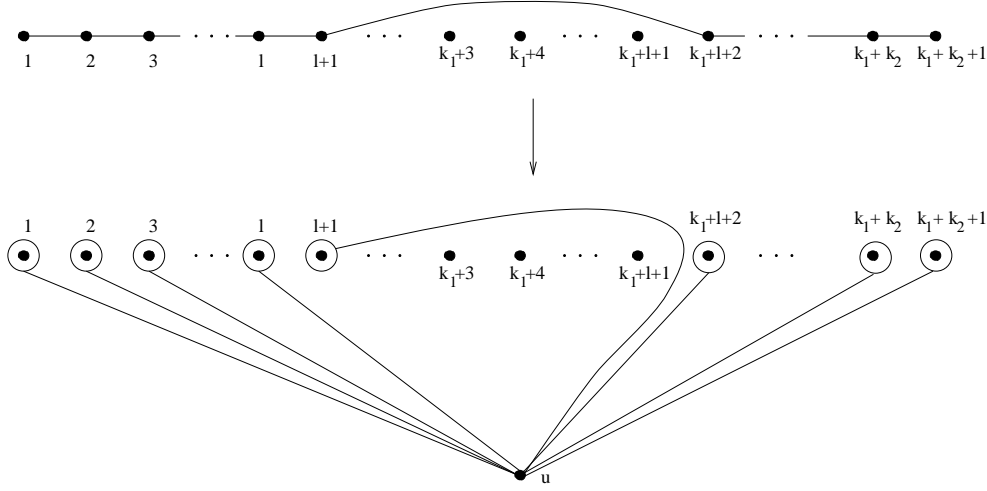 1 2 3 . . . l l+1 . . . k₁+3 k₁+4 . . . k₁+l+1 k₁+l+2 . . . k₁+ k₂ k₁+ k₂+1
1 2 3 . . . l l+1 . . . k₁+3 k₁+4 . . . k₁+l+1 k₁+l+2 . . . k₁+ k₂ k₁+ k₂+1
u